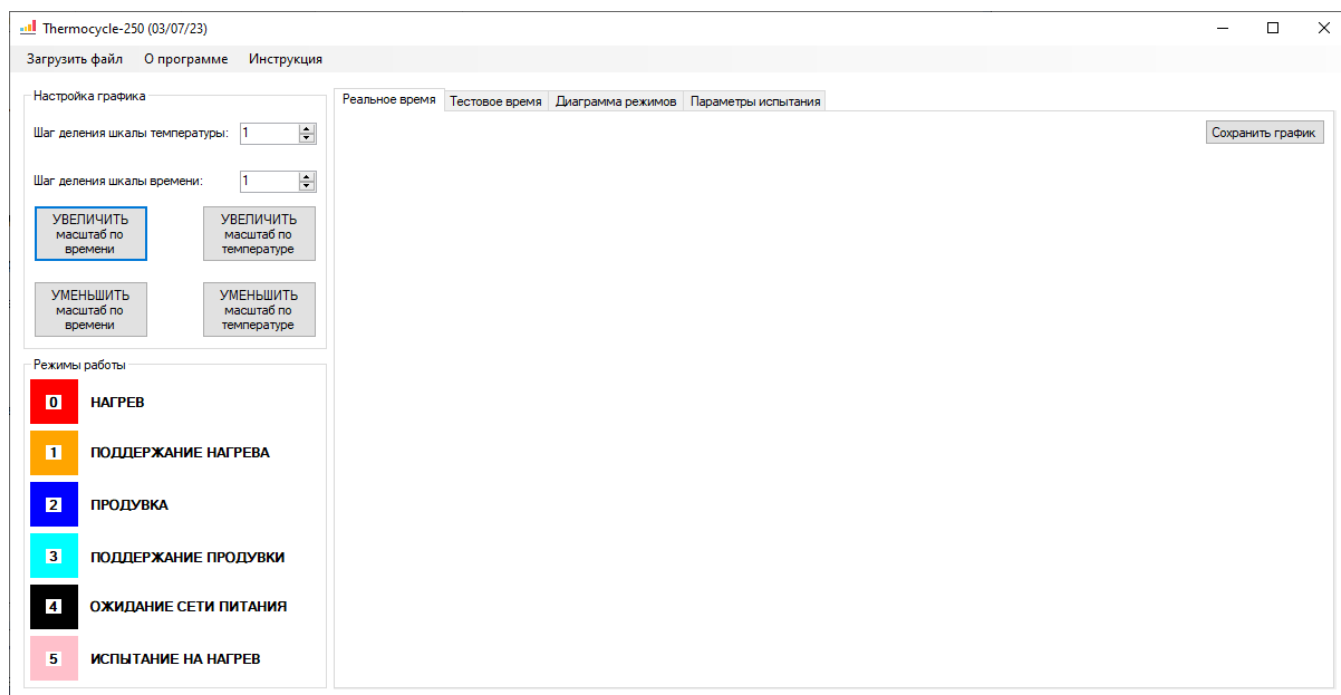 Thermocycle-250 (03/07/23)
Загрузить файл О программе Инструкция
Настройка графика
Шаг деления шкалы температуры: 1
Шаг деления шкалы времени: 1
УВЕЛИЧИТЬ
масштаб по
времени
УВЕЛИЧИТЬ
масштаб по
температуре
УМЕНЬШИТЬ
масштаб по
времени
УМЕНЬШИТЬ
масштаб по
температуре
Режимы работы
0 НАГРЕВ
1 ПОДДЕРЖАНИЕ НАГРЕВА
2 ПРОДУВКА
3 ПОДДЕРЖАНИЕ ПРОДУВКИ
4 ОЖИДАНИЕ СЕТИ ПИТАНИЯ
5 ИСПЫТАНИЕ НА НАГРЕВ
Реальное время Тестовое время Диаграмма режимов Параметры испытания
Сохранить график